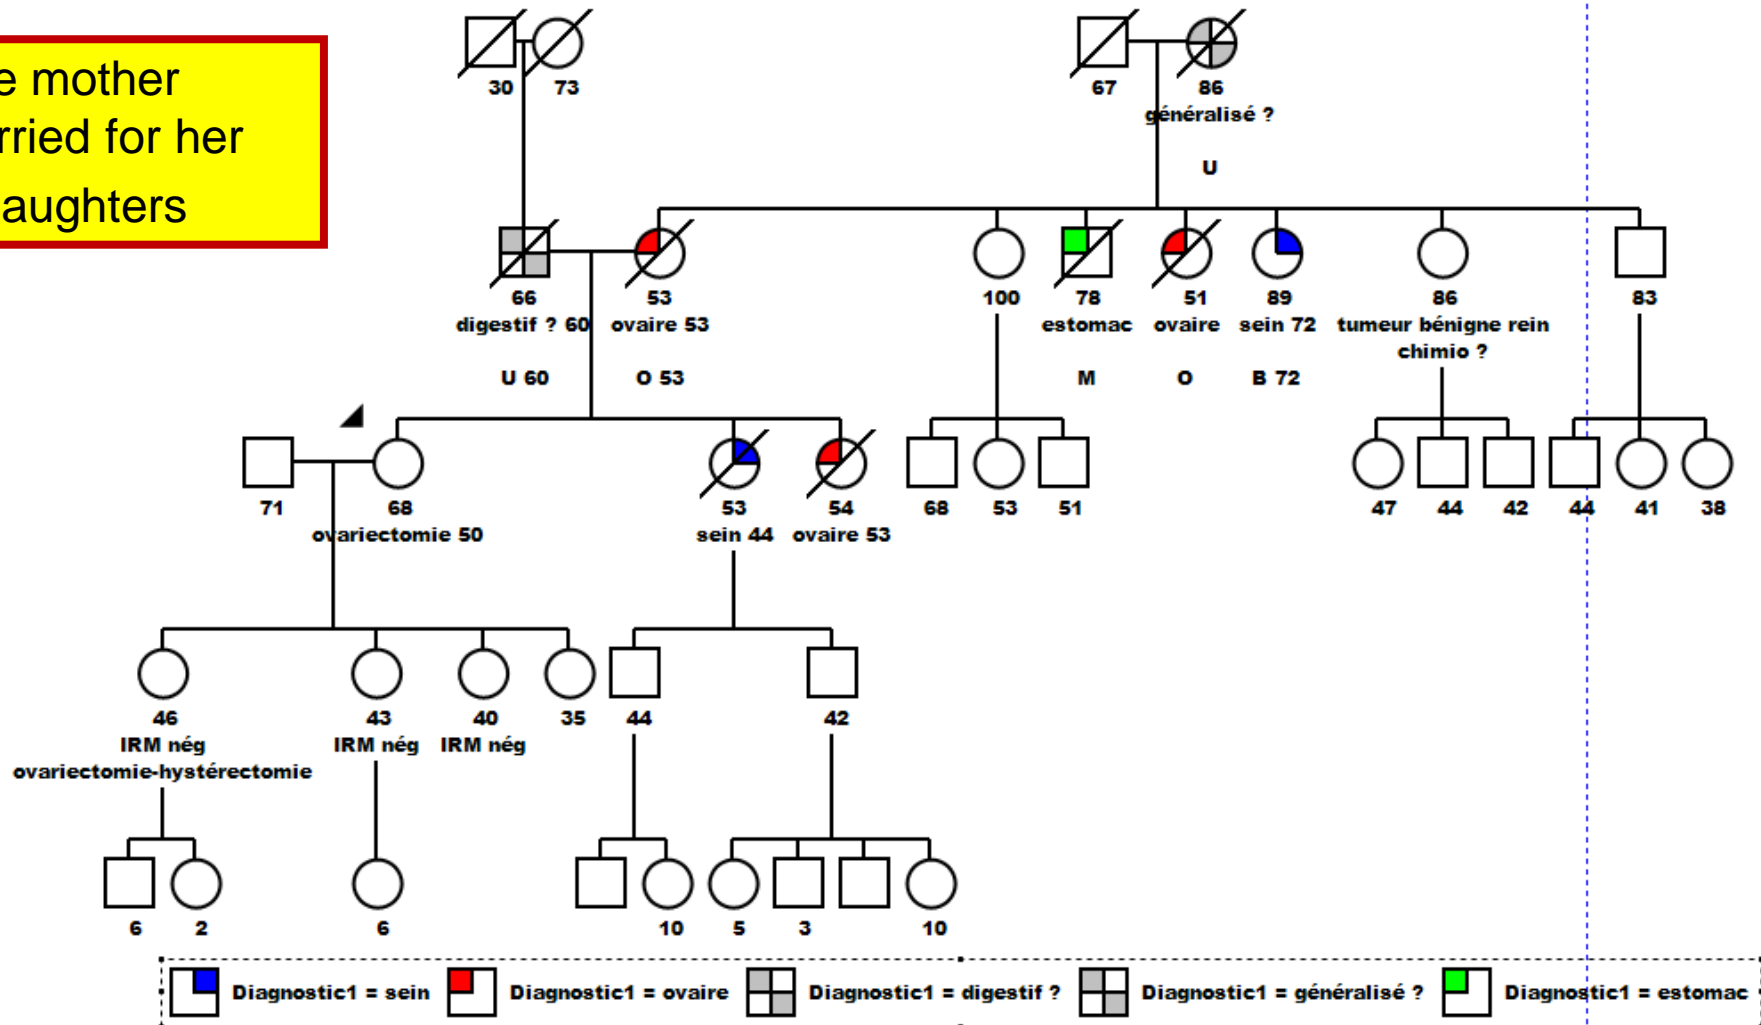 e mother
rried for her
aughters
30 73
67 86
généralisé ?
U
66 53 100 78 51 89 86 83
digestif ? 60 ovaire 53 estomac ovaire sein 72 tumeur bénigne rein
chimio ?
U 60 O 53 M O B 72
71 68 53 54 68 53 51 47 44 42 44 41 38
ovariectomie 50 sein 44 ovaire 53
46 43 40 35 44 42
IRM nég IRM nég IRM nég
ovariectomie-hystérectomie
6 2 6 10 5 3 10
Diagnostic1 = sein Diagnostic1 = ovaire Diagnostic1 = digestif ? Diagnostic1 = généralisé ? Diagnostic1 = estomac